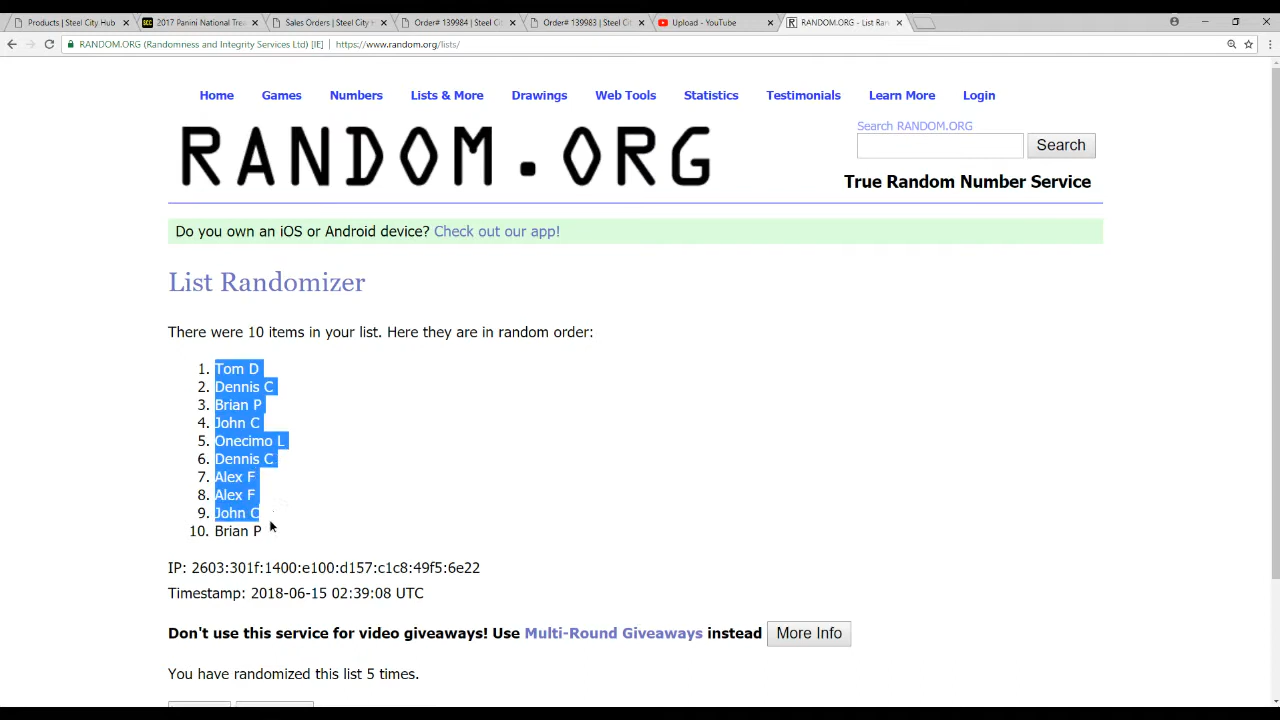 Products | Steel City Hub
2017 Panini National Trea
Sales Orders | Steel City H
Order# 139984 | Steel Cit
Order# 139983 | Steel Cit
Upload - YouTube
RANDOM.ORG - List Ran
RANDOM.ORG (Randomness and Integrity Services Ltd) [IE] | https://www.random.org/lists/
Home Games Numbers Lists & More Drawings Web Tools Statistics Testimonials Learn More Login
RANDOM.ORG
Search RANDOM.ORG
Search
True Random Number Service
Do you own an iOS or Android device? Check out our app!
List Randomizer
There were 10 items in your list. Here they are in random order:
1. Tom D
2. Dennis C
3. Brian P
4. John C
5. Onecimo L
6. Dennis C
7. Alex F
8. Alex F
9. John C
10. Brian P
IP: 2603:301f:1400:e100:d157:c1c8:49f5:6e22
Timestamp: 2018-06-15 02:39:08 UTC
Don't use this service for video giveaways! Use Multi-Round Giveaways instead More Info
You have randomized this list 5 times.